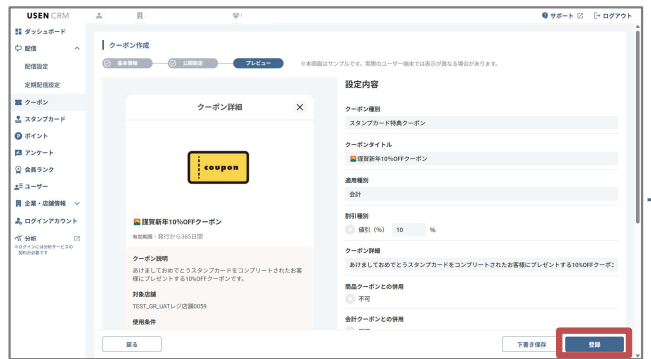 USEN CRM
サポート
ログアウト
ダッシュボード
配信
配信設定
定期配信設定
クーポン
スタンプカード
ポイント
アンケート
会員ランク
ユーザー
企業・店舗情報
ログインアカウント
分析
※ログインには分析サービスの
契約が必要です
クーポン作成
基本情報
公開設定
プレビュー
※本画面はサンプルです。実際のユーザー端末では表示が異なる場合があります。
クーポン詳細
coupon
謹賀新年10%OFFクーポン
有効期限：発行から365日間
クーポン説明
あけましておめでとうスタンプカードをコンプリートされたお客
様にプレゼントする10%OFFクーポンです。
対象店舗
TEST_GR_UATレジ店舗0059
使用条件
設定内容
クーポン種別
スタンプカード特典クーポン
クーポンタイトル
謹賀新年10%OFFクーポン
適用種別
会計
割引種別
値引（%） 10 %
クーポン詳細
あけましておめでとうスタンプカードをコンプリートされたお客様にプレゼントする10%OFFクーポ
商品クーポンとの併用
不可
会計クーポンとの併用
戻る
下書き保存
登録